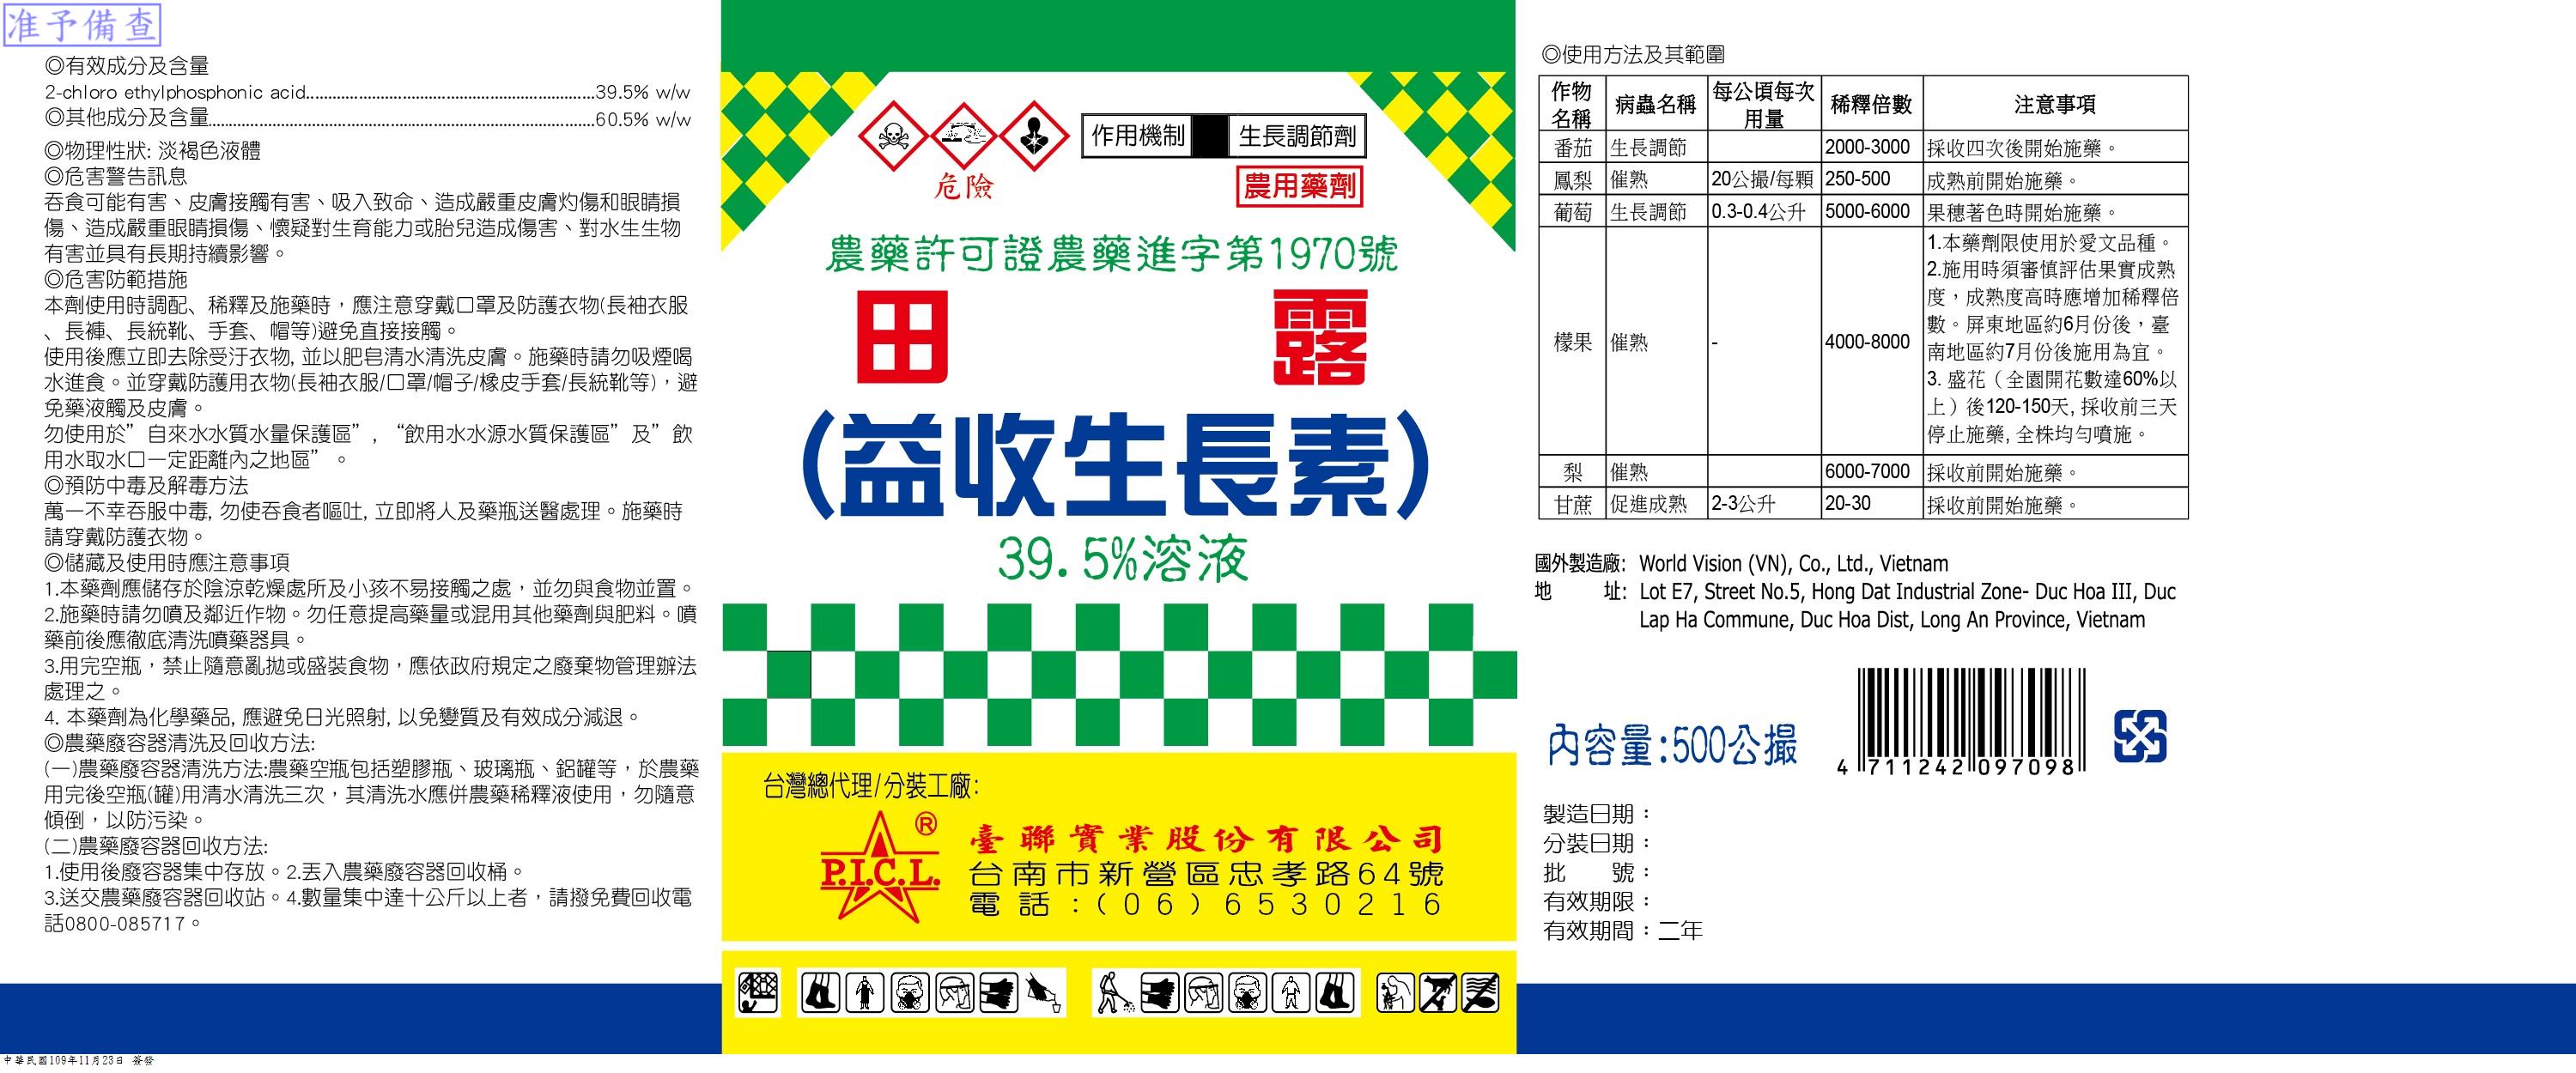 准予備查
◎有效成分及含量
2-chloro ethylphosphonic acid................................................................39.5% w/w
◎其他成分及含量.....................................................................................60.5% w/w
◎物理性狀: 淡褐色液體
◎危害警告訊息
吞食可能有害、皮膚接觸有害、吸入致命、造成嚴重皮膚灼傷和眼睛損
傷、造成嚴重眼睛損傷、懷疑對生育能力或胎兒造成傷害、對水生生物
有害並具有長期持續影響。
◎危害防範措施
本劑使用時調配、稀釋及施藥時，應注意穿戴口罩及防護衣物(長袖衣服
、長褲、長統靴、手套、帽等)避免直接接觸。
使用後應立即去除受汙衣物, 並以肥皂清水清洗皮膚。施藥時請勿吸煙喝
水進食。並穿戴防護用衣物(長袖衣服/口罩/帽子/橡皮手套/長統靴等)，避
免藥液觸及皮膚。
勿使用於”自來水水質水量保護區”, “飲用水水源水質保護區”及”飲
用水取水口一定距離內之地區”。
◎預防中毒及解毒方法
萬一不幸吞服中毒, 勿使吞食者嘔吐, 立即將人及藥瓶送醫處理。施藥時
請穿戴防護衣物。
◎儲藏及使用時應注意事項
1.本藥劑應儲存於陰涼乾燥處所及小孩不易接觸之處，並勿與食物並置。
2.施藥時請勿噴及鄰近作物。勿任意提高藥量或混用其他藥劑與肥料。噴
藥前後應徹底清洗噴藥器具。
3.用完空瓶，禁止隨意亂拋或盛裝食物，應依政府規定之廢棄物管理辦法
處理之。
4. 本藥劑為化學藥品, 應避免日光照射, 以免變質及有效成分減退。
◎農藥廢容器清洗及回收方法:
(一)農藥廢容器清洗方法:農藥空瓶包括塑膠瓶、玻璃瓶、鋁罐等，於農藥
用完後空瓶(罐)用清水清洗三次，其清洗水應併農藥稀釋液使用，勿隨意
傾倒，以防污染。
(二)農藥廢容器回收方法:
1.使用後廢容器集中存放。2.丟入農藥廢容器回收桶。
3.送交農藥廢容器回收站。4.數量集中達十公斤以上者，請撥免費回收電
話0800-085717。
中華民國109年11月23日 簽發
作用機制 生長調節劑
危險
農用藥劑
農藥許可證農藥進字第1970號
田 露
(益收生長素)
39.5%溶液
台灣總代理/分裝工廠:
®
P.I.C.L.
臺聯實業股份有限公司
台南市新營區忠孝路64號
電話:(06)6530216
◎使用方法及其範圍
作物名稱 病蟲名稱 每公頃每次用量 稀釋倍數 注意事項
番茄 生長調節 2000-3000 採收四次後開始施藥。
鳳梨 催熟 20公撮/每顆 250-500 成熟前開始施藥。
葡萄 生長調節 0.3-0.4公升 5000-6000 果穗著色時開始施藥。
檬果 催熟 - 4000-8000
1.本藥劑限使用於愛文品種。
2.施用時須審慎評估果實成熟
度，成熟度高時應增加稀釋倍
數。屏東地區約6月份後，臺
南地區約7月份後施用為宜。
3. 盛花（全園開花數達60%以
上）後120-150天, 採收前三天
停止施藥, 全株均勻噴施。
梨 催熟 6000-7000 採收前開始施藥。
甘蔗 促進成熟 2-3公升 20-30 採收前開始施藥。
國外製造廠: World Vision (VN), Co., Ltd., Vietnam
地 址: Lot E7, Street No.5, Hong Dat Industrial Zone- Duc Hoa III, Duc
Lap Ha Commune, Duc Hoa Dist, Long An Province, Vietnam
內容量:500公撮
4 711242 097098
製造日期：
分裝日期：
批 號：
有效期限：
有效期間：二年